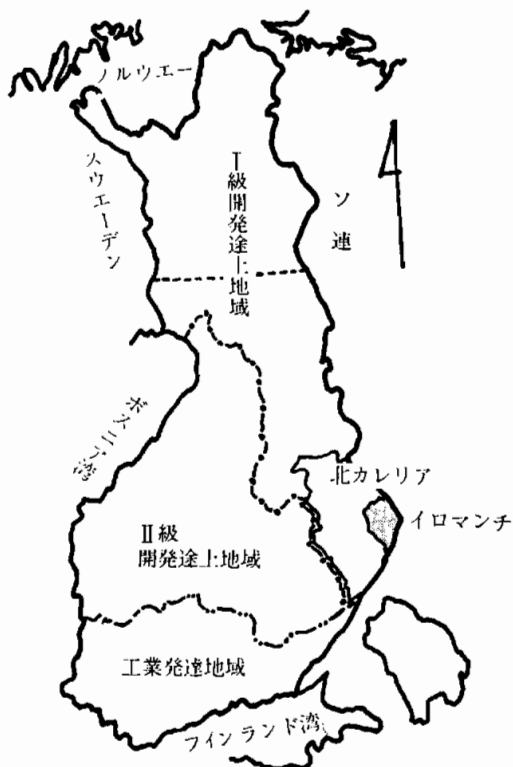 ノルウエー
スウエーデン
I級開発途上地域
ソ連
ボスニア湾
北カレリア
イロマンチ
II級
開発途上地域
工業発達地域
フインランド湾